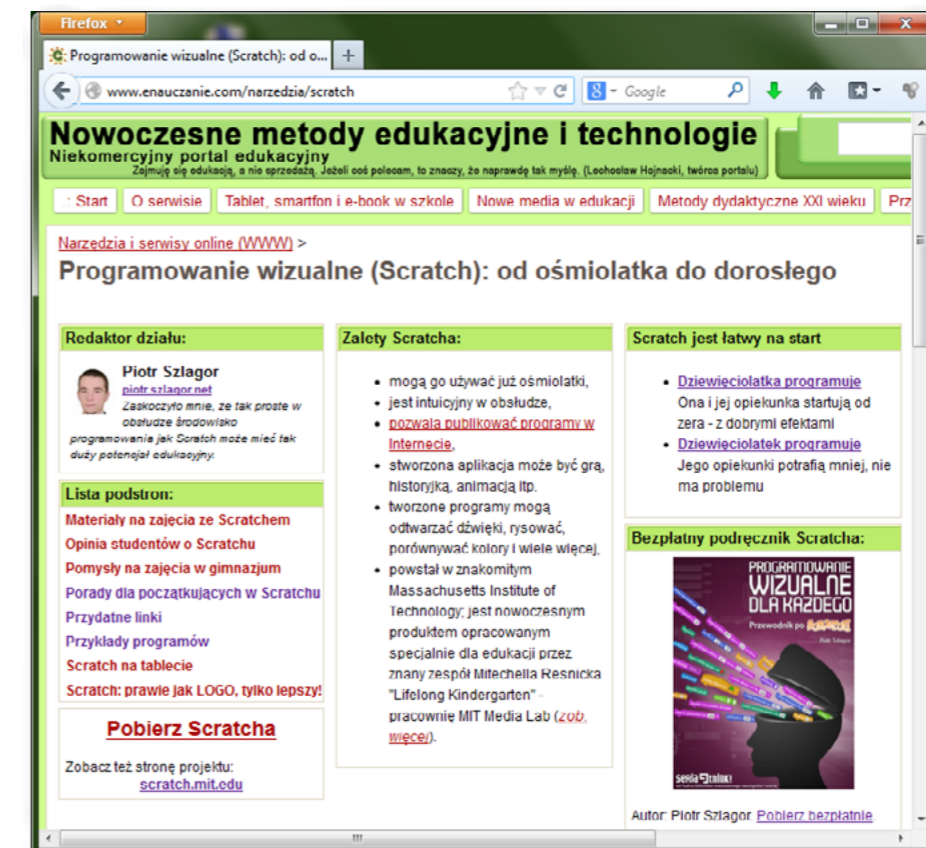 Firefox
Programowanie wizualne (Scratch): od o...
www.enauczanie.com/narzedzia/scratch
Google
Nowoczesne metody edukacyjne i technologie
Niekomercyjny portal edukacyjny
Zajmuję się edukacją, a nie sprzedażą. Jeżeli coś polecam, to znaczy, że naprawdę tak myślę. (Lechosław Hojnacki, twórca portalu)
.: Start
O serwisie
Tablet, smartfon i e-book w szkole
Nowe media w edukacji
Metody dydaktyczne XXI wieku
Prz
Narzędzia i serwisy online (WWW) >
Programowanie wizualne (Scratch): od ośmiolatka do dorosłego
Redaktor działu:
Piotr Szlagor
piotr.szlagor.net
Zaskoczyło mnie, że tak proste w
obsłudze środowisko
programowania jak Scratch może mieć tak
duży potencjał edukacyjny.
Lista podstron:
Materiały na zajęcia ze Scratchem
Opinia studentów o Scratchu
Pomysły na zajęcia w gimnazjum
Porady dla początkujących w Scratchu
Przydatne linki
Przykłady programów
Scratch na tablecie
Scratch: prawie jak LOGO, tylko lepszy!
Pobierz Scratcha
Zobacz też stronę projektu:
scratch.mit.edu
Zalety Scratcha:
• mogą go używać już ośmiolatki,
• jest intuicyjny w obsłudze,
• pozwala publikować programy w
Internecie,
• stworzona aplikacja może być grą,
historyjką, animacją itp.
• tworzone programy mogą
odtwarzać dźwięki, rysować,
porównywać kolory i wiele więcej,
• powstał w znakomitym
Massachusetts Institute of
Technology; jest nowoczesnym
produktem opracowanym
specjalnie dla edukacji przez
znany zespół Mitechella Resnicka
"Lifelong Kindergarten" -
pracownię MIT Media Lab (zob.
więcej).
Scratch jest łatwy na start
• Dziewięciolatka programuje
Ona i jej opiekunka startują od
zera - z dobrymi efektami
• Dziewięciolatek programuje
Jego opiekunki potrafią mniej, nie
ma problemu
Bezpłatny podręcznik Scratcha:
PROGRAMOWANIE
WIZUALNE
DLA KAŻDEGO
Przewodnik po
Piotr Szlagor
seria
Autor: Piotr Szlagor. Pobierz bezpłatnie